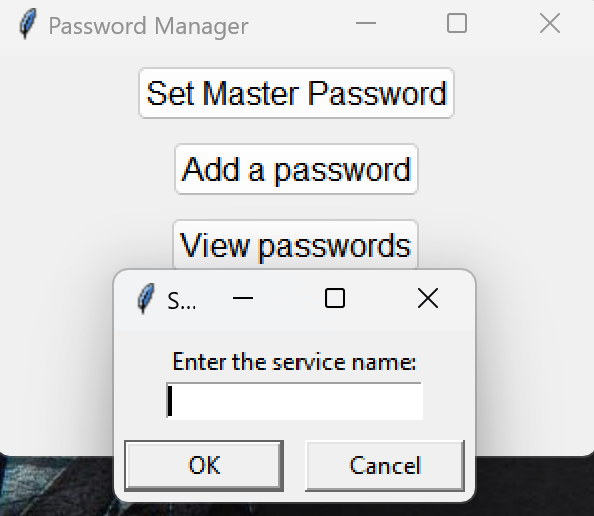 Password Manager
Set Master Password
Add a password
View passwords
S...
Enter the service name:
OK
Cancel